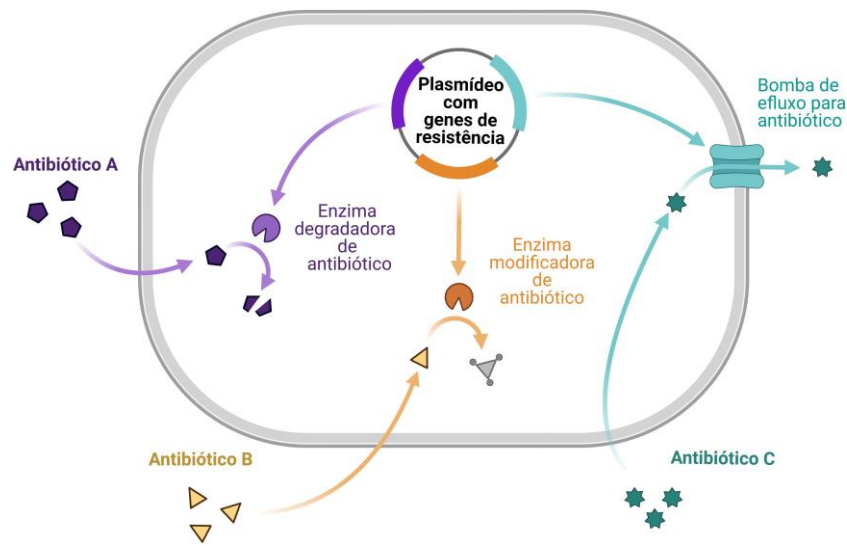 Plasmídeo
com
genes de
resistência
Bomba de
efluxo para
antibiótico
Antibiótico A
Enzima
degradadora
de
antibiótico
Enzima
modificadora
de
antibiótico
Antibiótico B
Antibiótico C